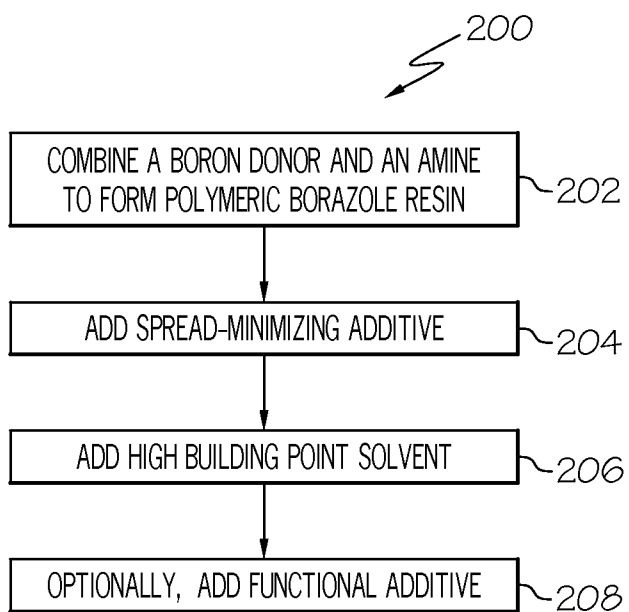 200
COMBINE A BORON DONOR AND AN AMINE
TO FORM POLYMERIC BORAZOLE RESIN
202
ADD SPREAD-MINIMIZING ADDITIVE
204
ADD HIGH BUILDING POINT SOLVENT
206
OPTIONALLY, ADD FUNCTIONAL ADDITIVE
208